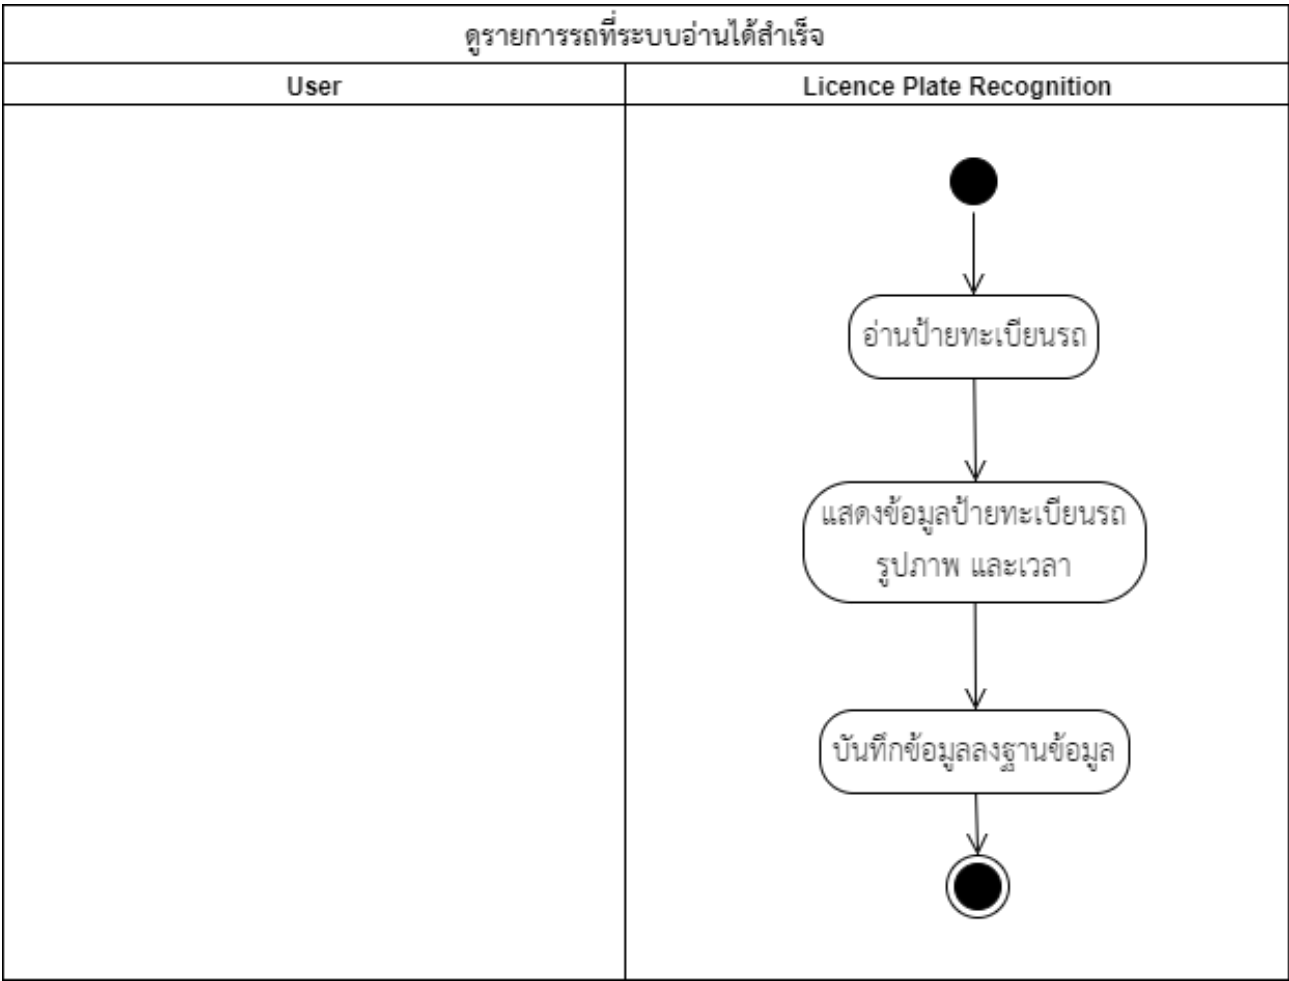 ดูรายการรถที่ระบบอ่านได้สำเร็จ
User
Licence Plate Recognition
อ่านป้ายทะเบียนรถ
แสดงข้อมูลป้ายทะเบียนรถ
รูปภาพ และเวลา
บันทึกข้อมูลลงฐานข้อมูล